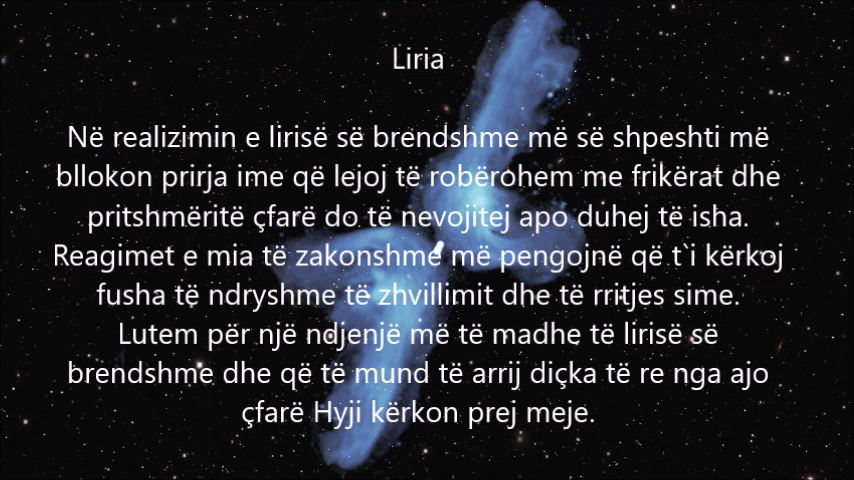 Liria
Në realizimin e lirisë së brendshme më së shpeshti më
bllokon prirja ime që lejoj të robërohem me frikërat dhe
pritshmëritë çfarë do të nevojitej apo duhej të isha.
Reagimet e mia të zakonshme më pengojnë që t`i kërkoj
fusha të ndryshme të zhvillimit dhe të rritjes sime.
Lutem për një ndjenjë më të madhe të lirisë së
brendshme dhe që të mund të arrij diçka të re nga ajo
çfarë Hyji kërkon prej meje.